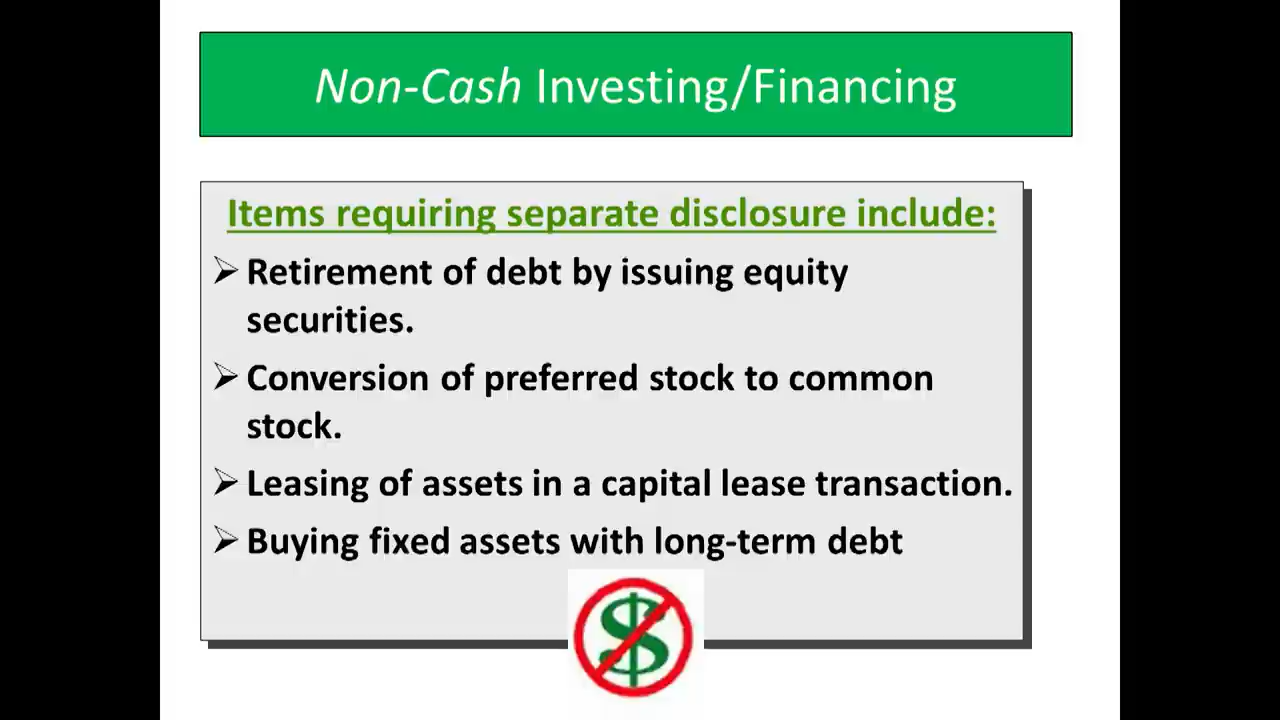 Non-Cash Investing/Financing
Items requiring separate disclosure include:
➢ Retirement of debt by issuing equity
securities.
➢ Conversion of preferred stock to common
stock.
➢ Leasing of assets in a capital lease transaction.
➢ Buying fixed assets with long-term debt
$